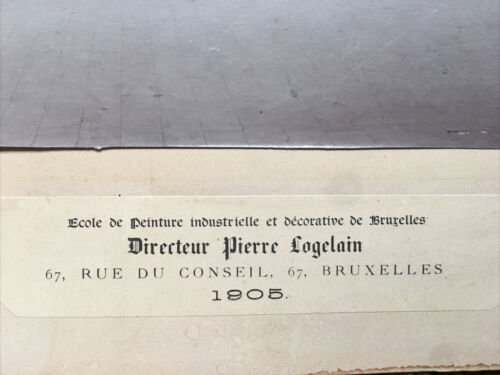 Ecole de Peinture industrielle et décorative de Bruxelles
Directeur Pierre Logelain
67, RUE DU CONSEIL, 67, BRUXELLES
1905.